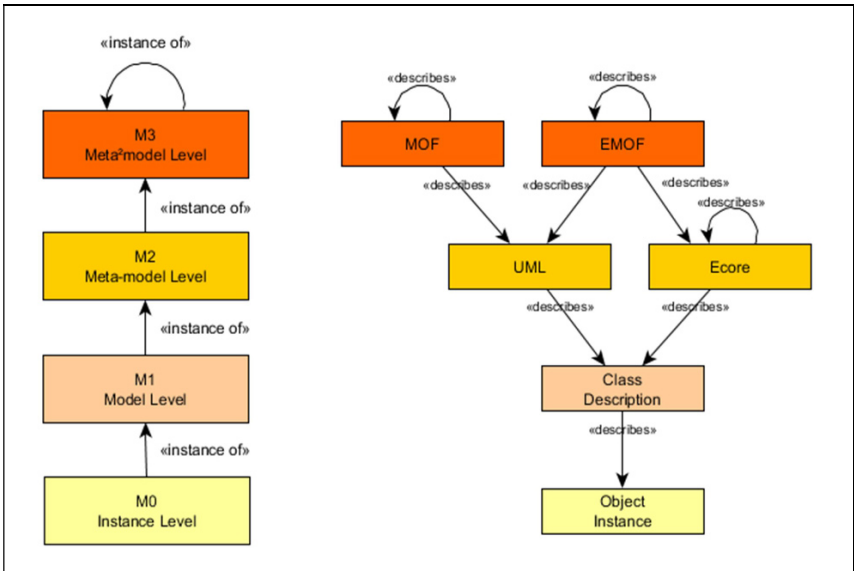 «instance of»
M3
Meta²model Level
«instance of»
M2
Meta-model Level
«instance of»
M1
Model Level
«instance of»
M0
Instance Level
«describes»
«describes»
MOF
EMOF
«describes»
«describes»
«describes»
«describes»
UML
Ecore
«describes»
«describes»
Class
Description
«describes»
Object
Instance